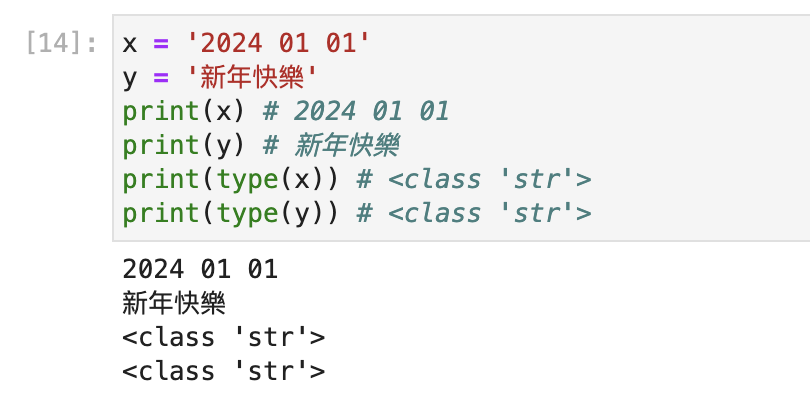 [14]:
x = '2024 01 01'
y = '新年快樂'
print(x) # 2024 01 01
print(y) # 新年快樂
print(type(x)) # <class 'str'>
print(type(y)) # <class 'str'>
2024 01 01
新年快樂
<class 'str'>
<class 'str'>